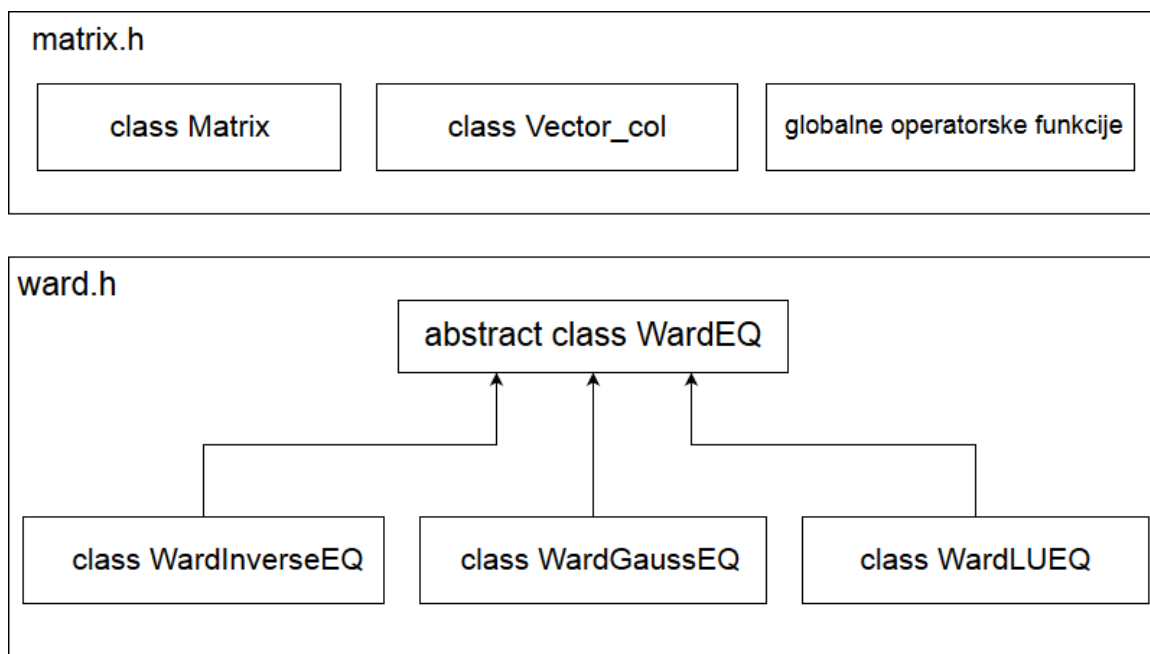 matrix.h
class Matrix
class Vector_col
globalne operatorske funkcije
ward.h
abstract class WardEQ
class WardInverseEQ
class WardGaussEQ
class WardLUEQ